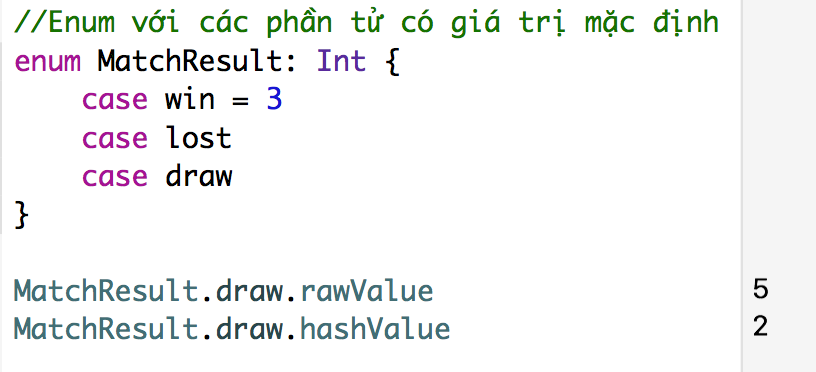 //Enum với các phần tử có giá trị mặc định
enum MatchResult: Int {
    case win = 3
    case lost
    case draw
}
MatchResult.draw.rawValue 5
MatchResult.draw.hashValue 2